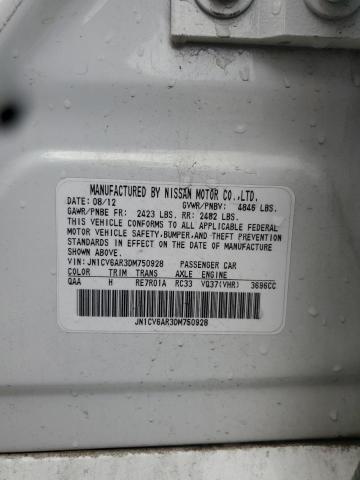 MANUFACTURED BY NISSAN MOTOR CO.,LTD.
DATE: 08/12 GVWR/PNBV: 4846 LBS.
GAWR/PNBE FR: 2423 LBS. RR: 2482 LBS.
THIS VEHICLE CONFORMS TO ALL APPLICABLE FEDERAL
MOTOR VEHICLE SAFETY,BUMPER,AND THEFT PREVENTION
STANDARDS IN EFFECT ON THE DATE OF MANUFACTURE
SHOWN ABOVE.
VIN: JN1CV6AR3DM750928 PASSENGER CAR
COLOR TRIM TRANS AXLE ENGINE
QAA H RE7R01A RC33 VQ37(VHR) 3696CC
JN1CV6AR3DM750928